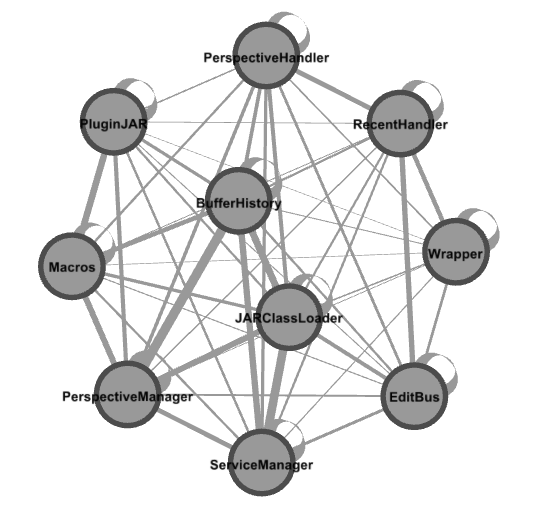 PerspectiveHandler
PluginJAR
RecentHandler
BufferHistory
Wrapper
Macros
JARClassLoader
PerspectiveManager
EditBus
ServiceManager